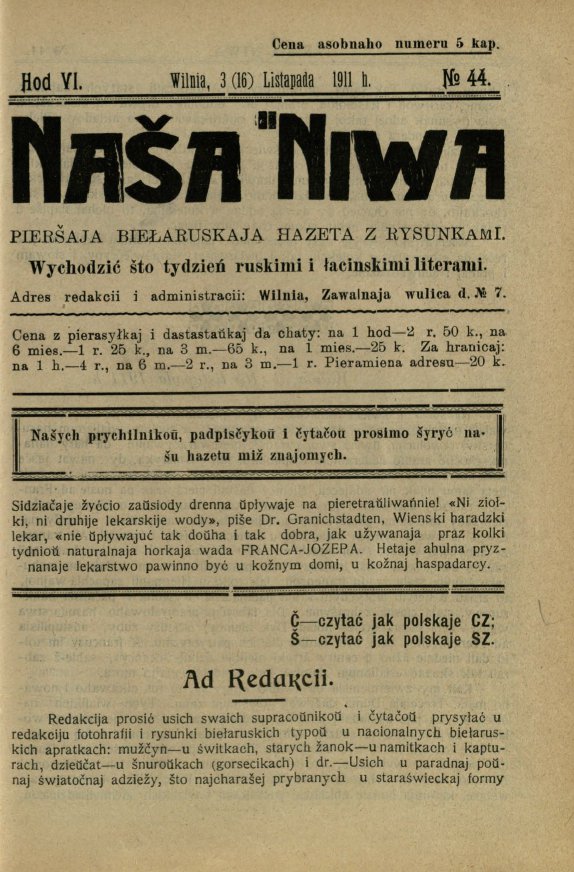 Cena asobnaho numeru 5 kap.
Hod VI. Wilnia, 3 (16) Listapada 1911 h. № 44.
NAŠA NIWA
PIERŠAJA BIEŁARUSKAJA HAZETA Z RYSUNKAMI.
Wychodzić što tydzień ruskimi i łacinskimi literami.
Adres redakcii i administracii: Wilnia, Zawalnaja wulica d. № 7.
Cena z pierasyłkaj i dastastaŭkaj da chaty: na 1 hod—2 r. 50 k., na
6 mies.—1 r. 25 k., na 3 m.—65 k., na 1 mies.—25 k. Za hranicaj:
na 1 h.—4 r., na 6 m.—2 r., na 3 m.—1 r. Pieramiena adresu—20 k.
Našych prychilnikoŭ, padpisčykoŭ i čytačoŭ prosimo šyryć na-
šu hazetu miž znajomych.
Sidziačaje žyćcio zaŭsiody drenna ŭpływaje na pieretraŭliwańnie! «Ni ziol-
ki, ni druhije lekarskije wody», piše Dr. Granichstadten, Wienski haradzki
lekar, «nie ŭpływajuć tak doŭha i tak dobra, jak užywanaja praz kolki
tydnioŭ naturalnaja horkaja wada FRANCA-JOZEPA. Hetaje ahulna pryz-
nanaje lekarstwo pawinno być u kožnym domi, u kožnaj haspadarcy.
Č—czytać jak polskaje CZ;
Š—czytać jak polskaje SZ.
Ad Redakcii.
Redakcija prosić usich swaich supracoŭnikoŭ i čytačoŭ prysyłać u
redakciju fotohrafii i rysunki biełaruskich typoŭ u nacionalnych biełarus-
kich apratkach: mužčyn—u świtkach, starych žanok—u namitkach i kaptu-
rach, dzieŭčat—u šnuroŭkach (gorsecikach) i dr.—Usich u paradnaj poŭ-
naj światočnaj adziežy, što najcharašej prybranych u staraświeckaj formy